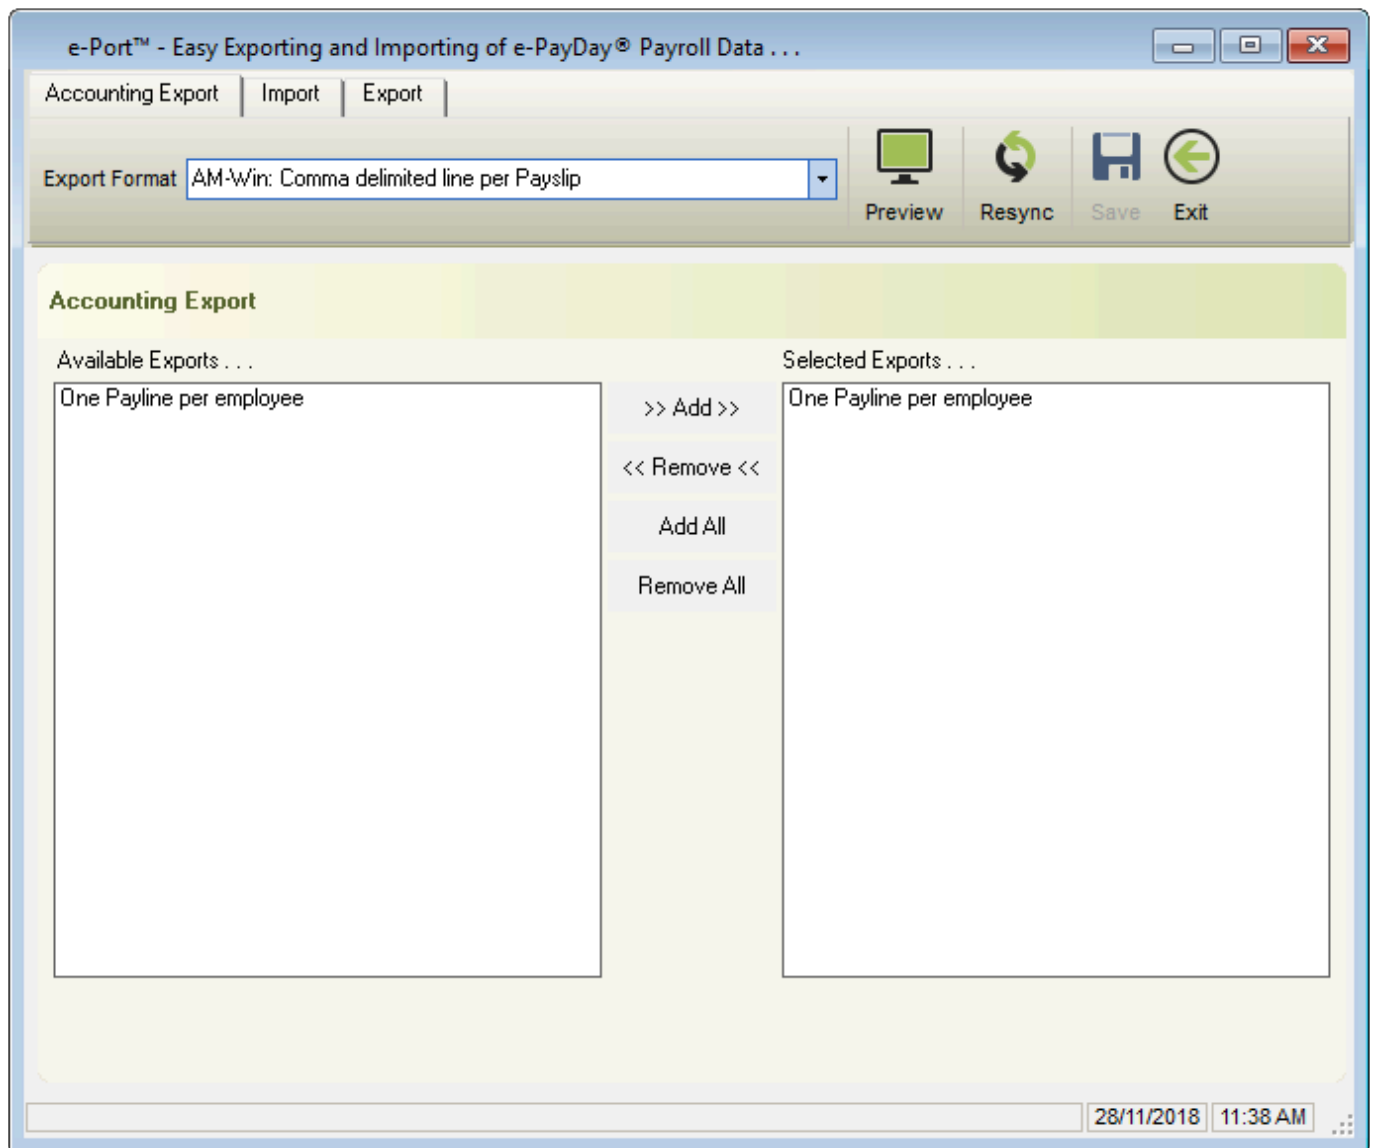 e-Port™ - Easy Exporting and Importing of e-PayDay® Payroll Data . . .
Accounting Export
Import
Export
Export Format
AM-Win: Comma delimited line per Payslip
Preview
Resync
Save
Exit
Accounting Export
Available Exports . . .
Selected Exports . . .
One Payline per employee
>> Add >>
One Payline per employee
<< Remove <<
Add All
Remove All
28/11/2018
11:38 AM